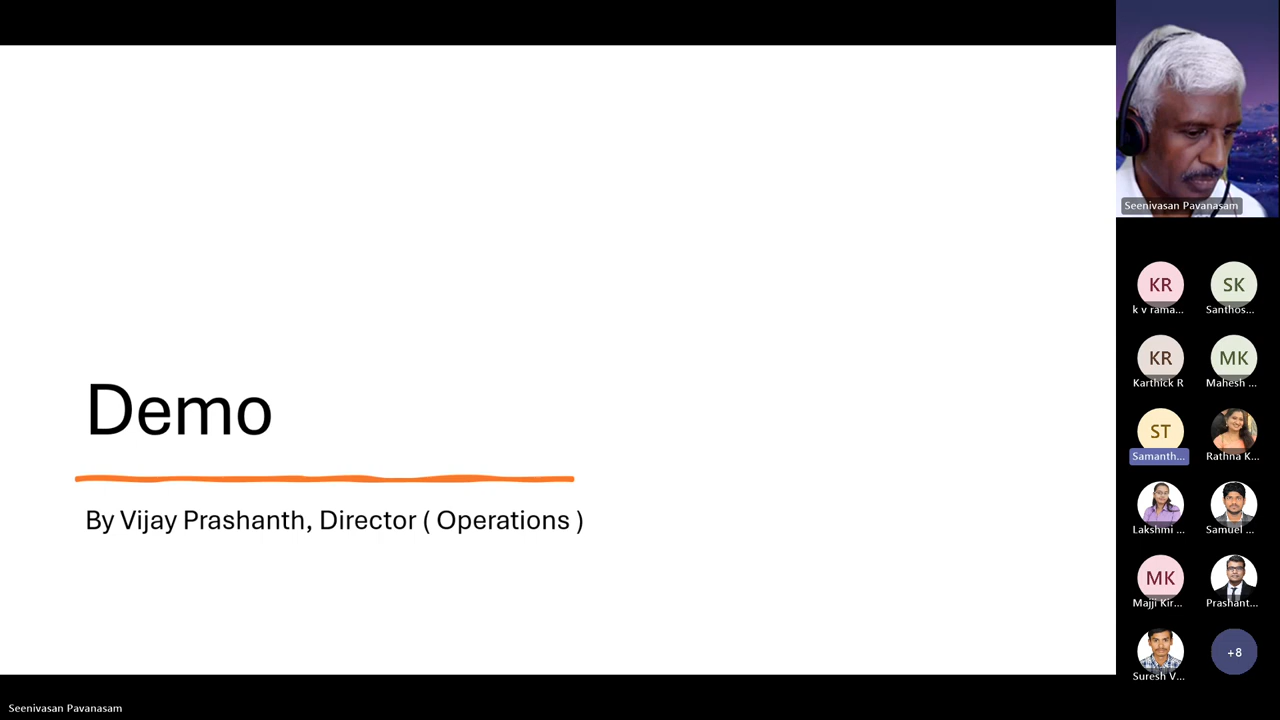 Demo
By Vijay Prashanth, Director ( Operations )
Seenivasan Pavanasam
KR
k v rama...
SK
Santhos...
KR
Karthick R
MK
Mahesh ...
ST
Samanth...
Rathna K...
Lakshmi ...
Samuel ...
MK
Majji Kir...
Prashant...
Suresh V...
+8
Seenivasan Pavanasam